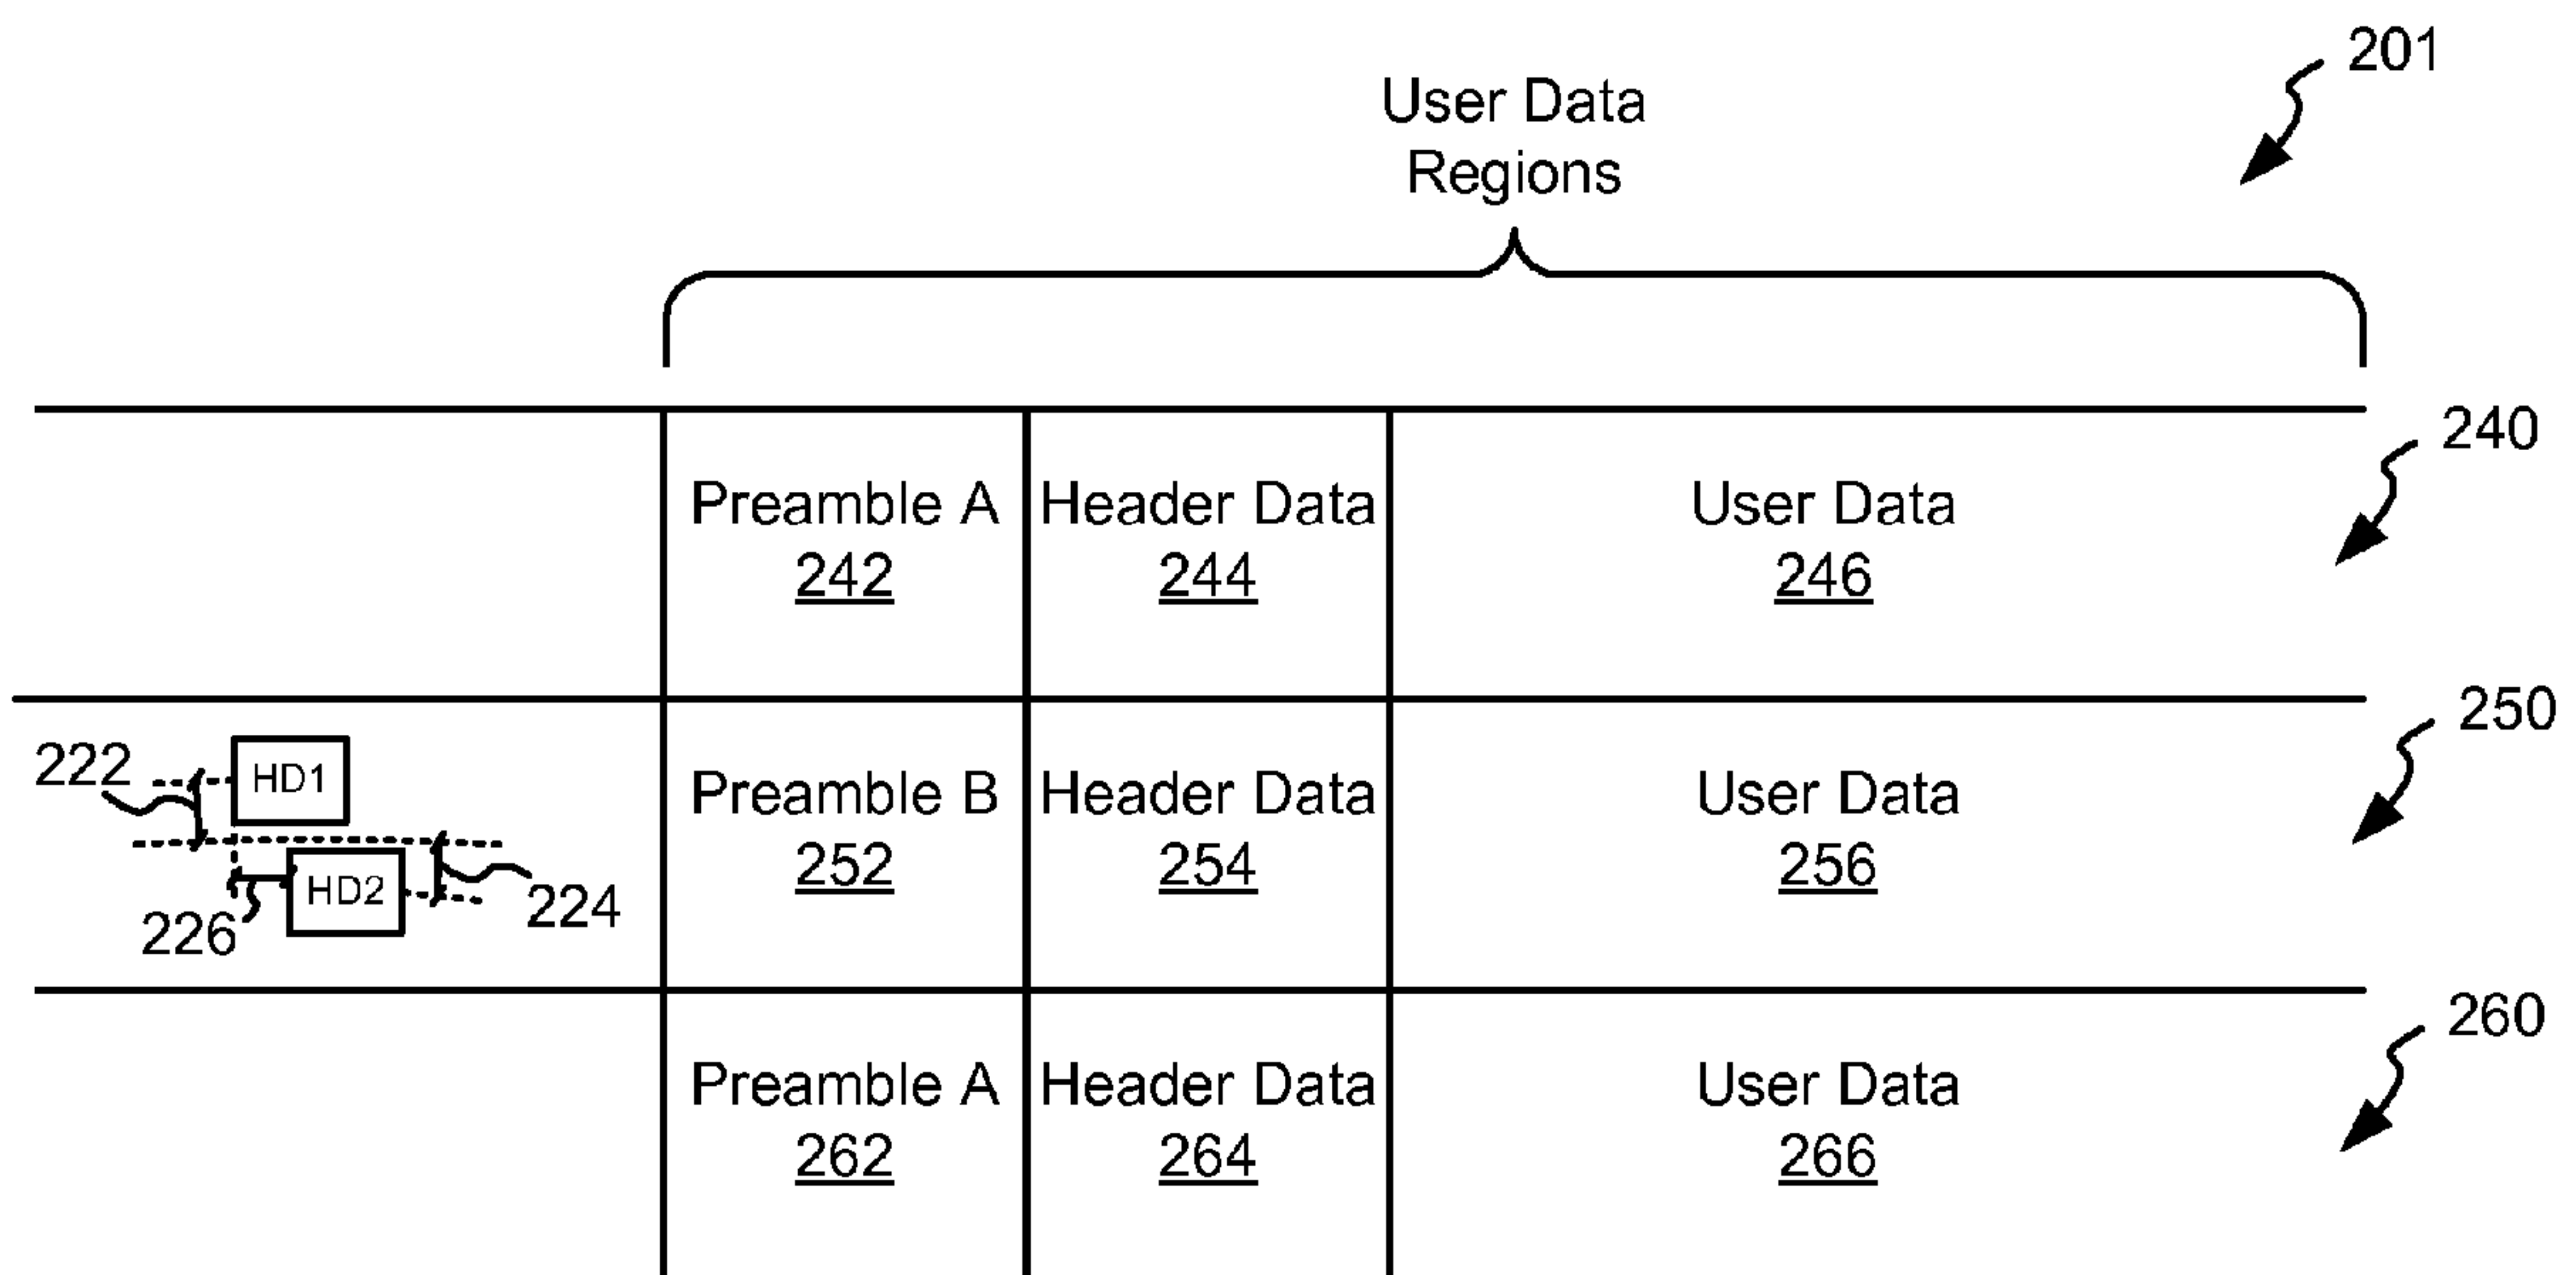 201
User Data
Regions
240
Preamble A Header Data User Data
242 244 246
250
222 HD1 Preamble B Header Data User Data
HD2 252 254 256
226 224
260
Preamble A Header Data User Data
262 264 266